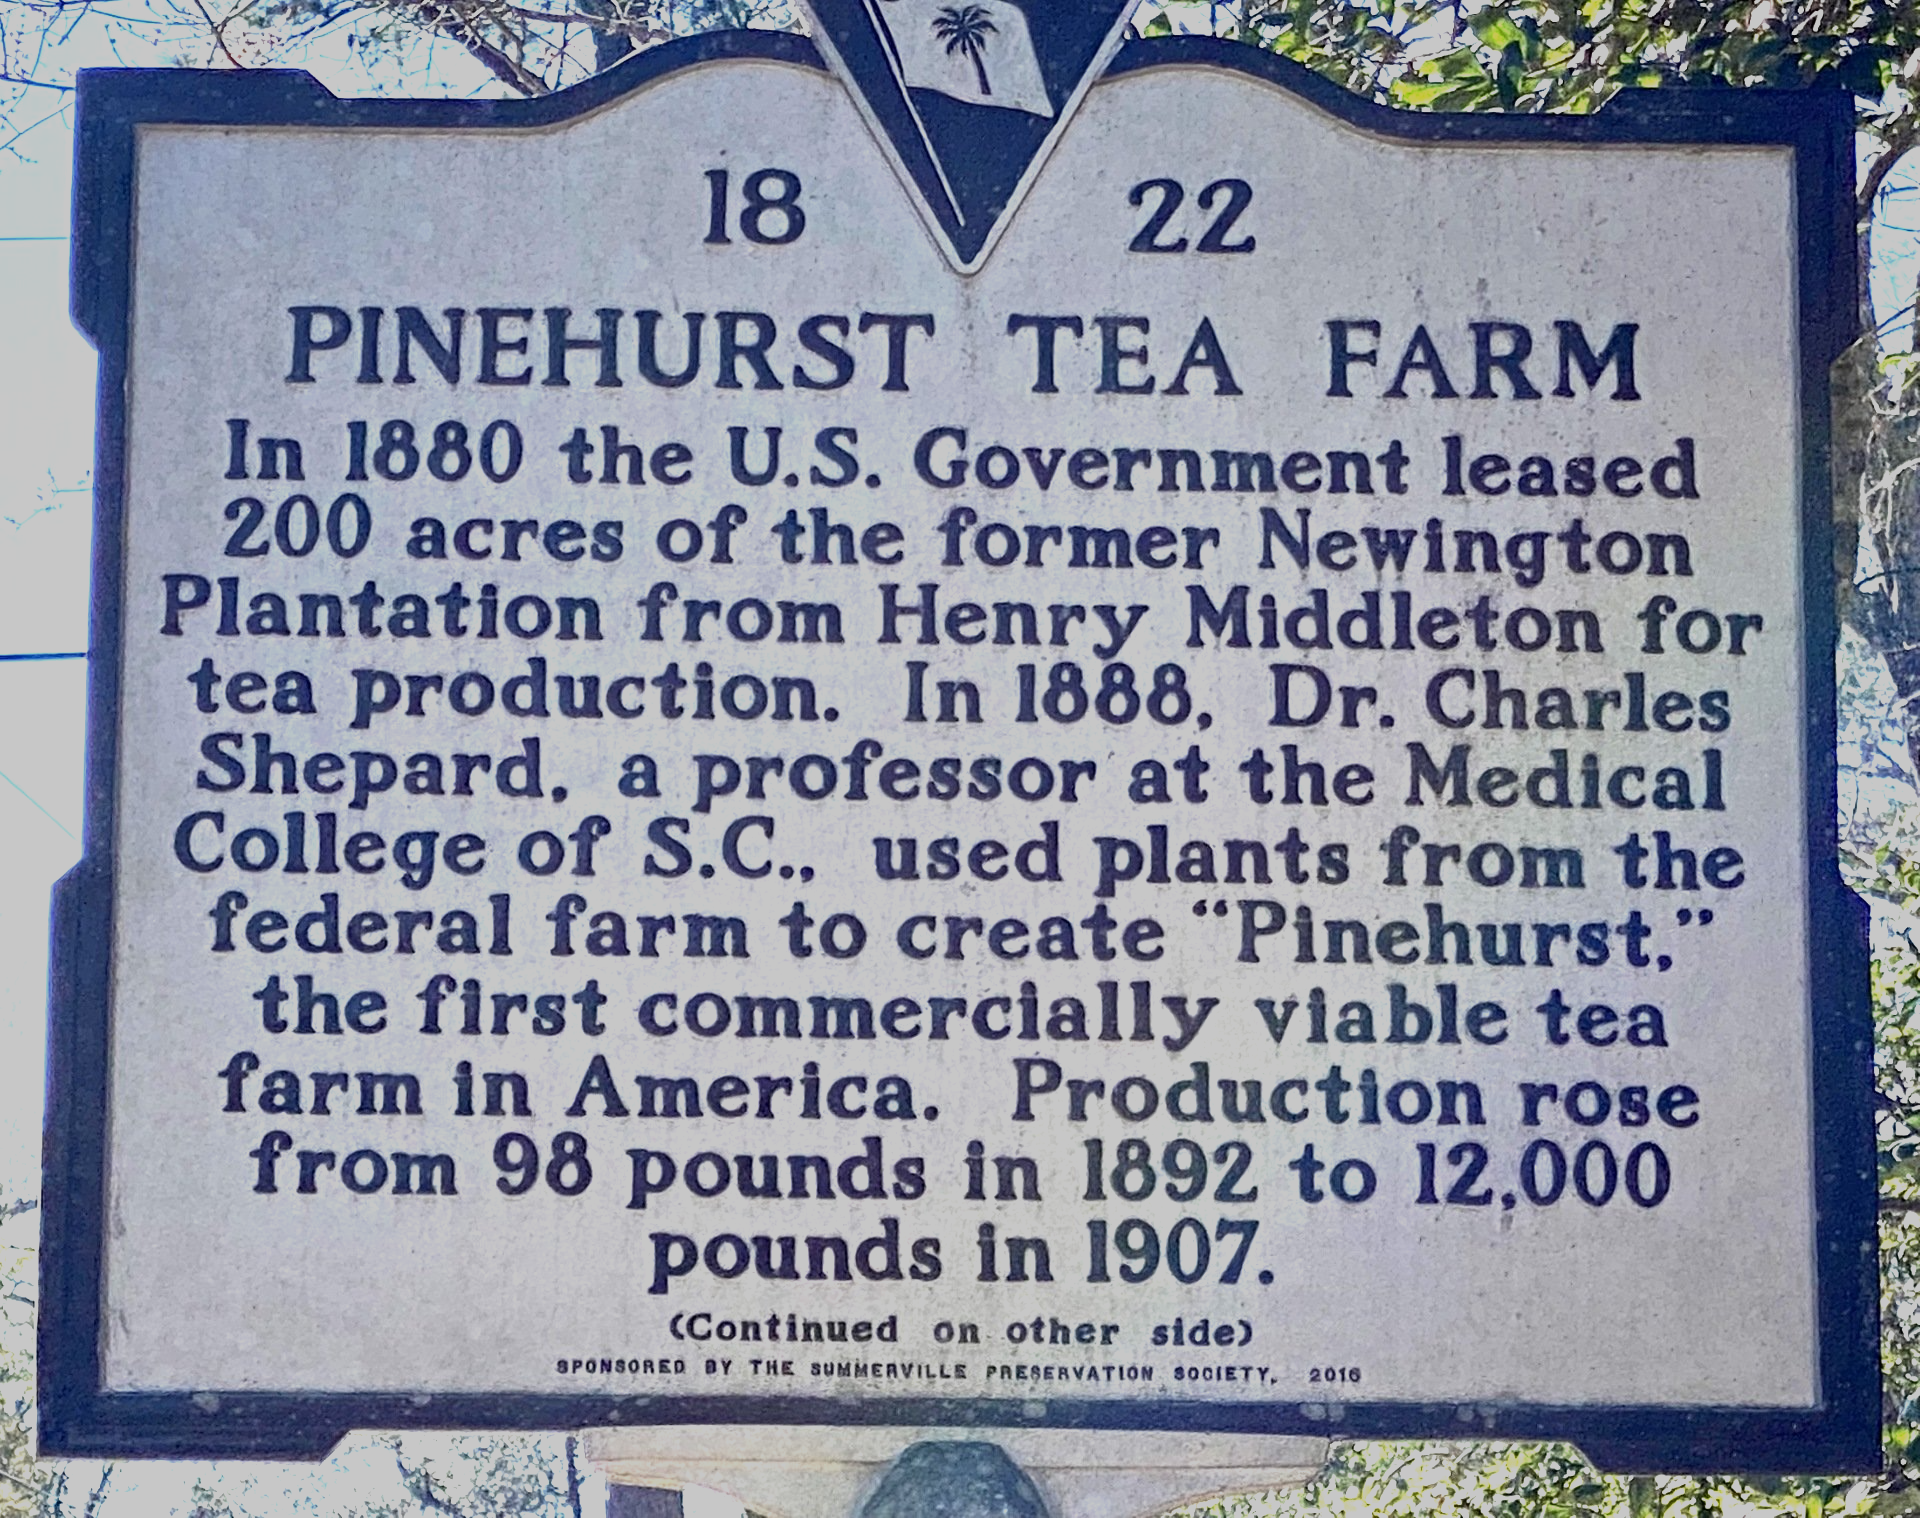 18 22
PINEHURST TEA FARM
In 1880 the U.S. Government leased
200 acres of the former Newington
Plantation from Henry Middleton for
tea production. In 1888, Dr. Charles
Shepard, a professor at the Medical
College of S.C., used plants from the
federal farm to create “Pinehurst,”
the first commercially viable tea
farm in America. Production rose
from 98 pounds in 1892 to 12,000
pounds in 1907.
(Continued on other side)
SPONSORED BY THE SUMMERVILLE PRESERVATION SOCIETY, 2016